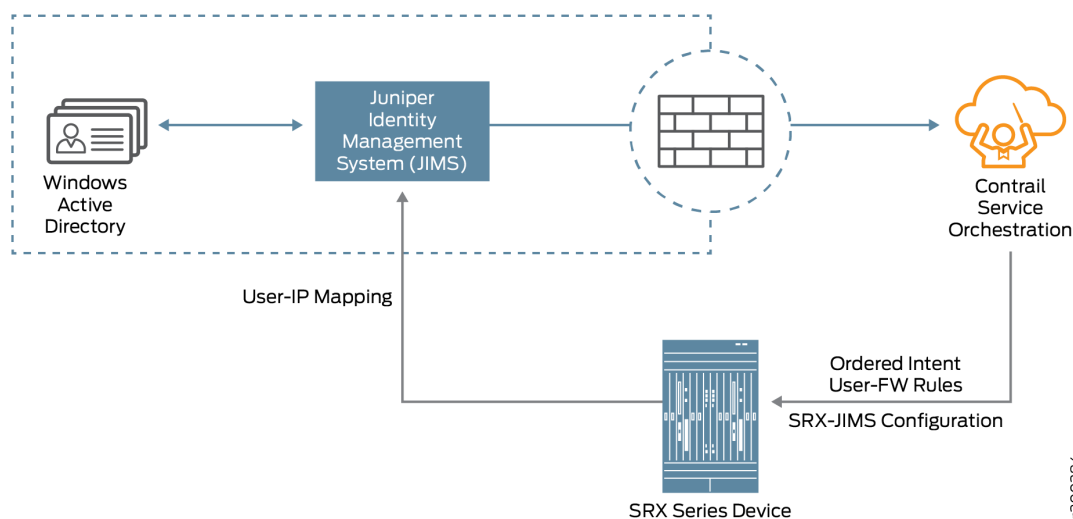 Juniper
Identity
Management
System (JIMS)
Windows
Active
Directory
Contrail
Service
Orchestration
User-IP Mapping
Ordered Intent
User-FW Rules
SRX-JIMS Configuration
SRX Series Device